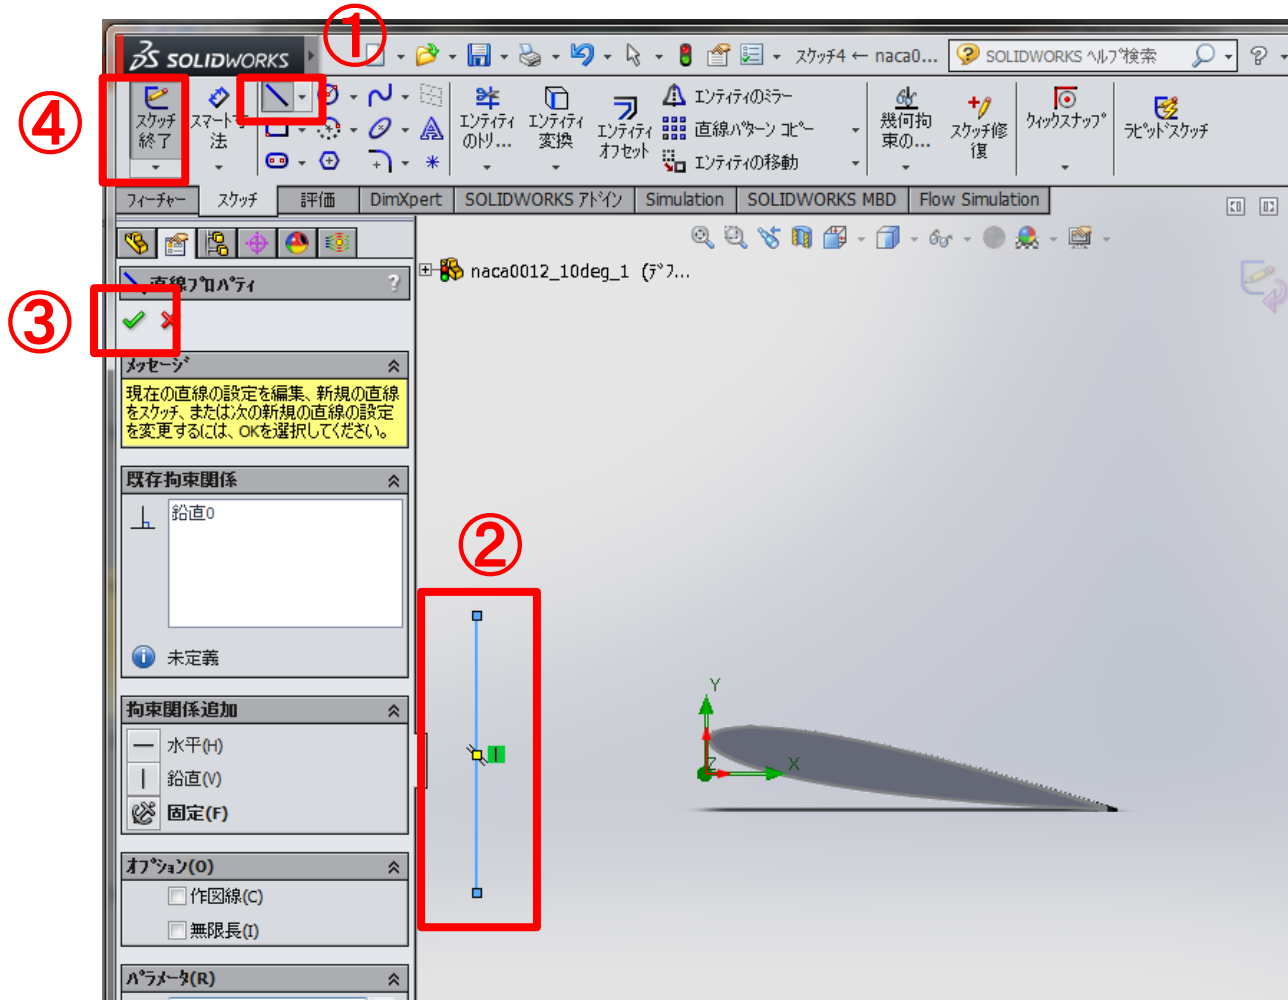 ①
SOLIDWORKS
スケッチ4 ← naca0...
SOLIDWORKS ヘルプ検索
④
スケッチ
終了
スマート寸
法
エンティティ
のトリ...
エンティティ
変換
エンティティ
オフセット
エンティティのミラー
直線パターン コピー
エンティティの移動
幾何拘
束の...
スケッチ修
復
クイックスナップ
ラピッドスケッチ
フィーチャー
スケッチ
評価
DimXpert
SOLIDWORKS アドイン
Simulation
SOLIDWORKS MBD
Flow Simulation
naca0012_10deg_1 (デフ...
直線プロパティ
③
メッセージ
現在の直線の設定を編集、新規の直線
をスケッチ、または次の新規の直線の設定
を変更するには、OKを選択してください。
既存拘束関係
鉛直0
②
未定義
拘束関係追加
水平(H)
鉛直(V)
固定(F)
Y
Z
X
オプション(O)
作図線(C)
無限長(I)
パラメータ(R)